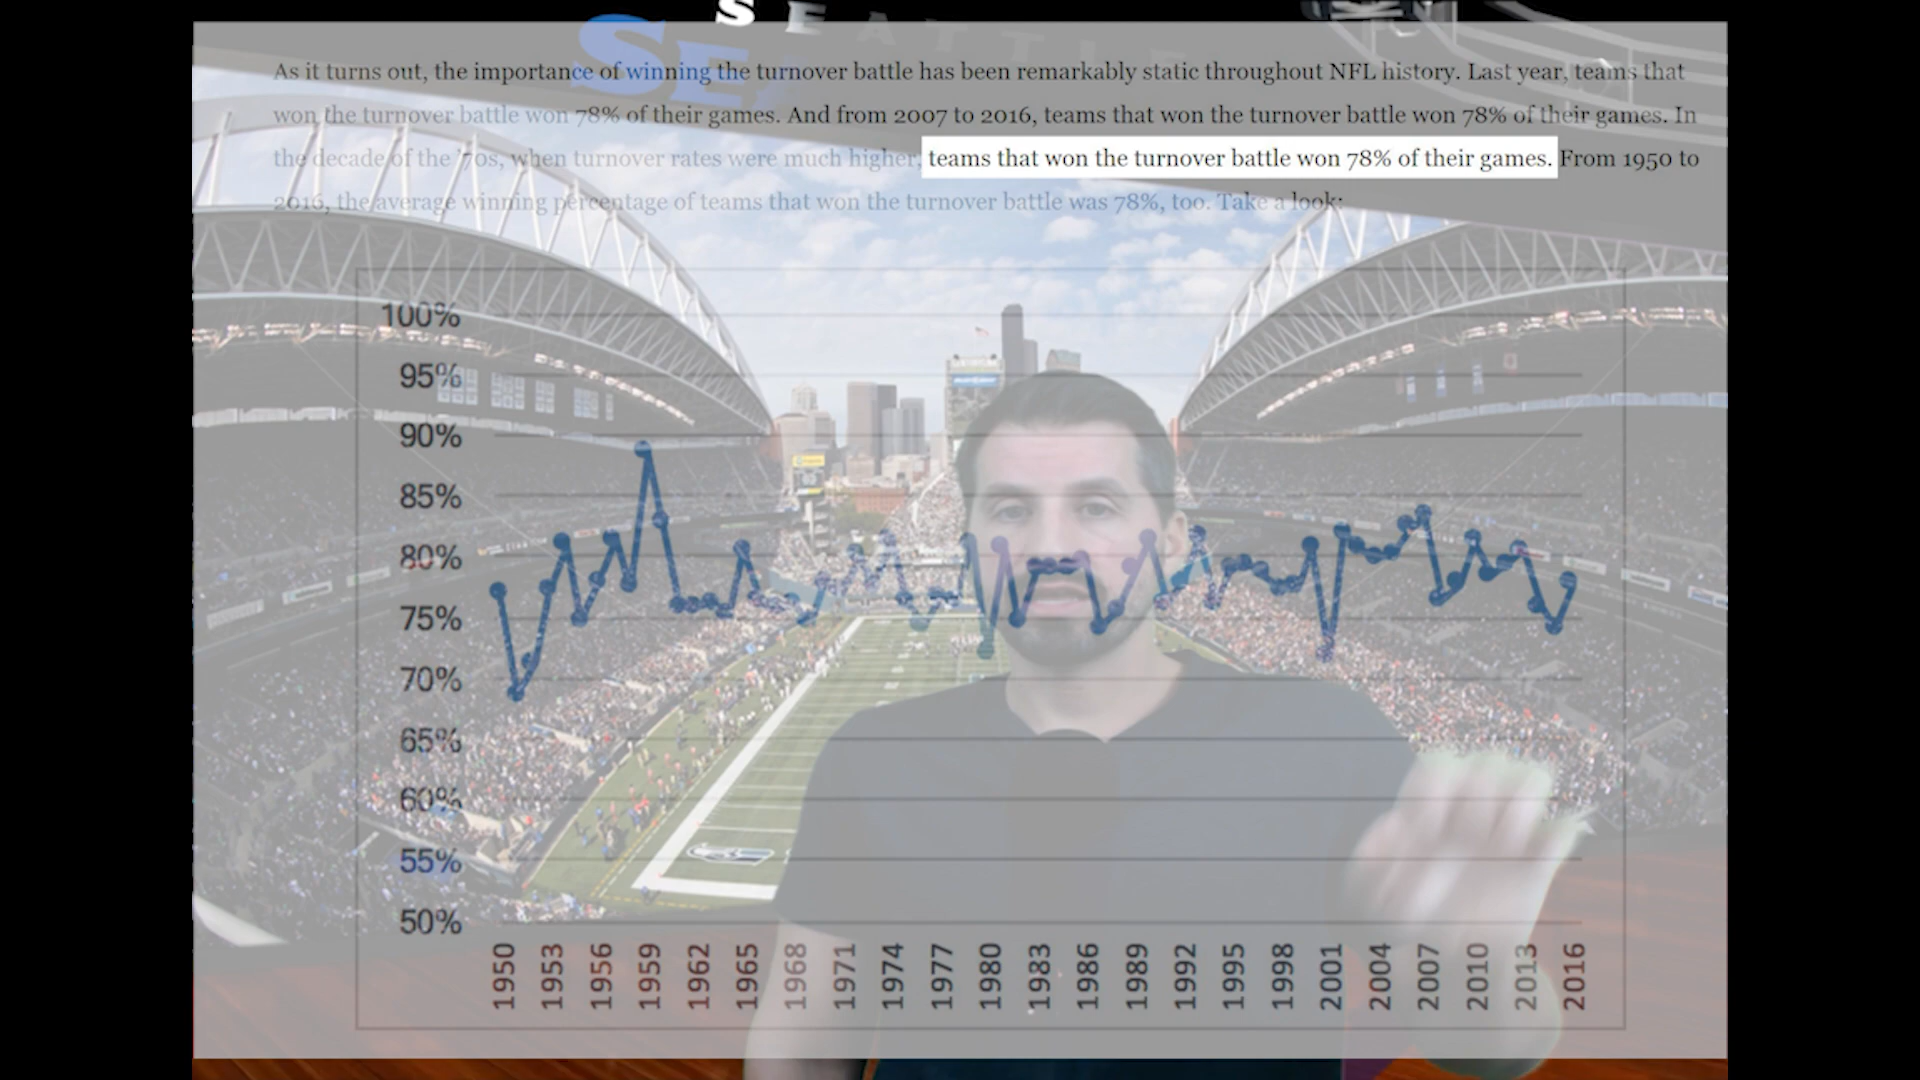 SEATTLE
SEA
As it turns out, the importance of winning the turnover battle has been remarkably static throughout NFL history. Last year, teams that
won the turnover battle won 78% of their games. And from 2007 to 2016, teams that won the turnover battle won 78% of their games. In
the decade of the '70s, when turnover rates were much higher, teams that won the turnover battle won 78% of their games. From 1950 to
2016, the average winning percentage of teams that won the turnover battle was 78%, too. Take a look:
100%
95%
90%
85%
80%
75%
70%
65%
60%
55%
50%
1950 1953 1956 1959 1962 1965 1968 1971 1974 1977 1980 1983 1986 1989 1992 1995 1998 2001 2004 2007 2010 2013 2016